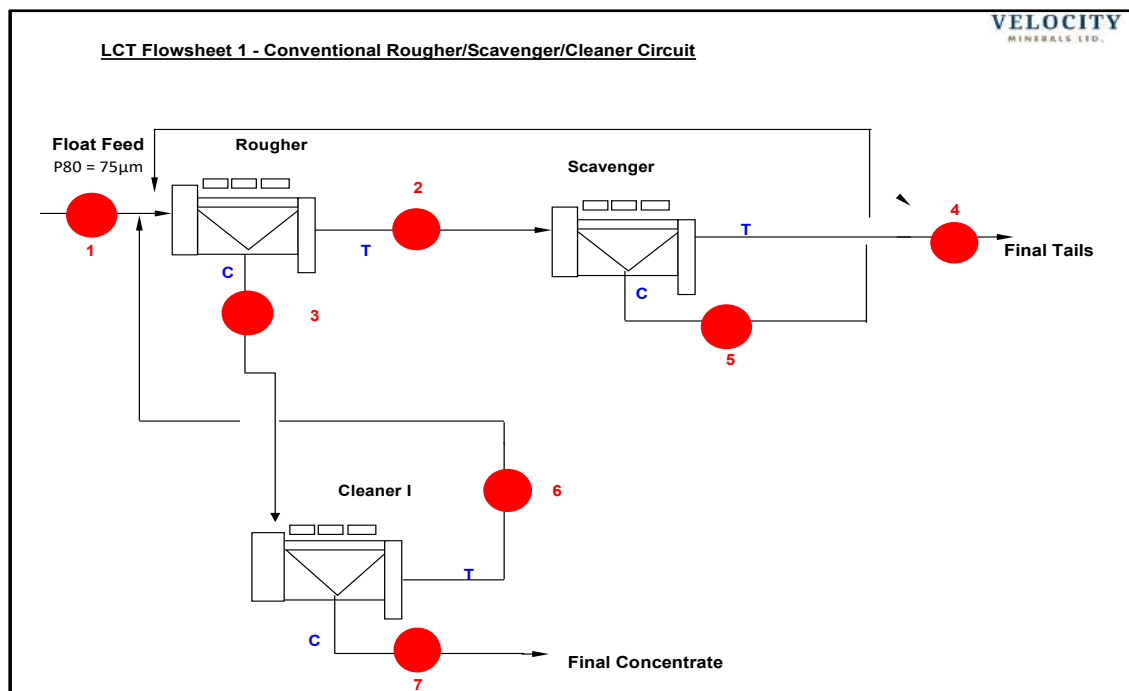 VELOCITY
MINERALS LTD.
LCT Flowsheet 1 - Conventional Rougher/Scavenger/Cleaner Circuit
Float Feed
P80 = 75µm
Rougher
Scavenger
1
2
T
C
3
T
4
Final Tails
C
5
Cleaner I
6
T
C
7
Final Concentrate